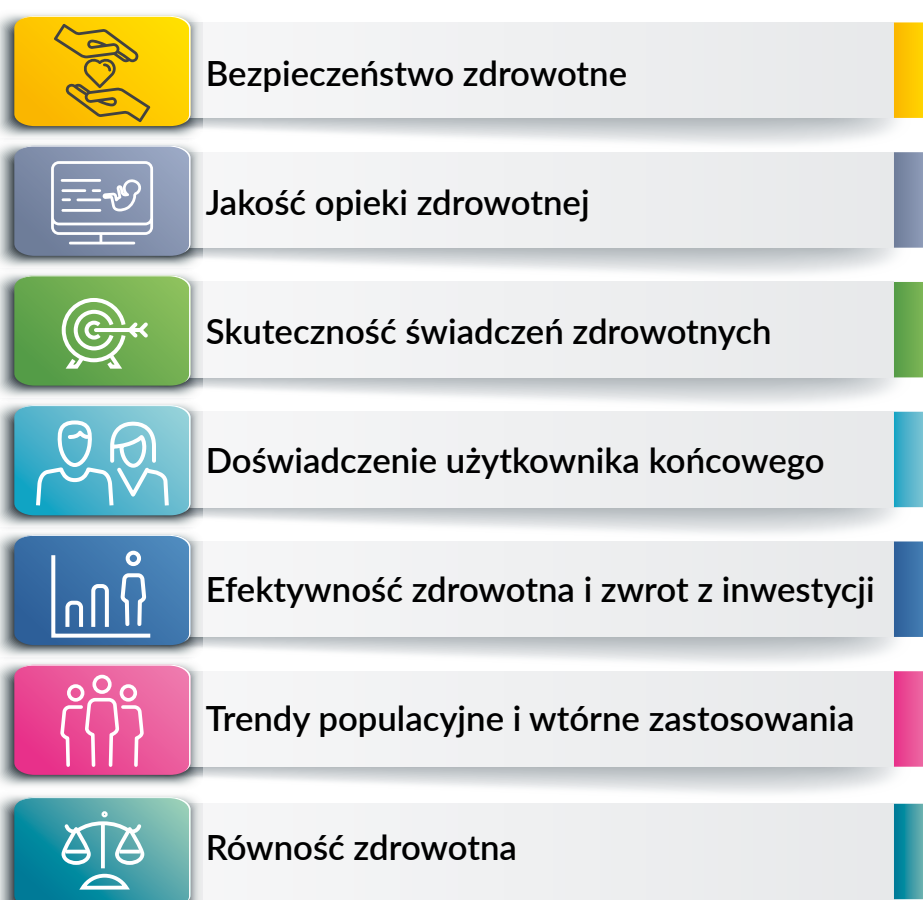 Bezpieczeństwo zdrowotne
Jakość opieki zdrowotnej
Skuteczność świadczeń zdrowotnych
Doświadczenie użytkownika końcowego
Efektywność zdrowotna i zwrot z inwestycji
Trendy populacyjne i wtórne zastosowania
Równość zdrowotna